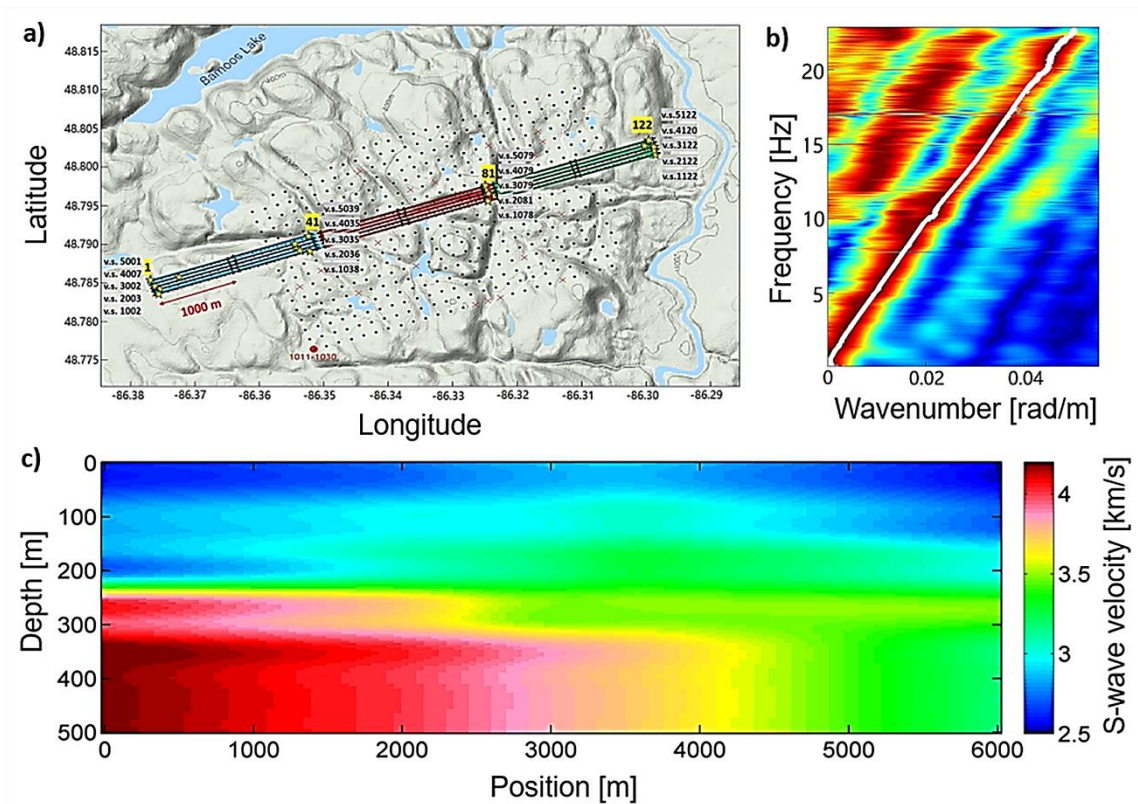 a)
48.815
48.810
48.805
48.800
48.795
48.790
48.785
48.780
48.775
Latitude
Bamoos Lake
400m
400m
122
v.s.5122
v.s.4120
v.s.3122
v.s.2122
v.s.1122
v.s.5079
v.s.4079
v.s.3079
v.s.2081
v.s.1078
81
v.s.5039
v.s.4035
v.s.3035
v.s.2036
v.s.1038
41
1
v.s. 5001
v.s. 4007
v.s. 3002
v.s. 2003
v.s. 1002
1000 m
1011-1030
-86.38 -86.37 -86.36 -86.35 -86.34 -86.33 -86.32 -86.31 -86.30 -86.29
Longitude
b)
20
15
10
5
Frequency [Hz]
0 0.02 0.04
Wavenumber [rad/m]
c)
0
100
200
300
400
500
Depth [m]
0 1000 2000 3000 4000 5000 6000
Position [m]
4
3.5
3
2.5
S-wave velocity [km/s]